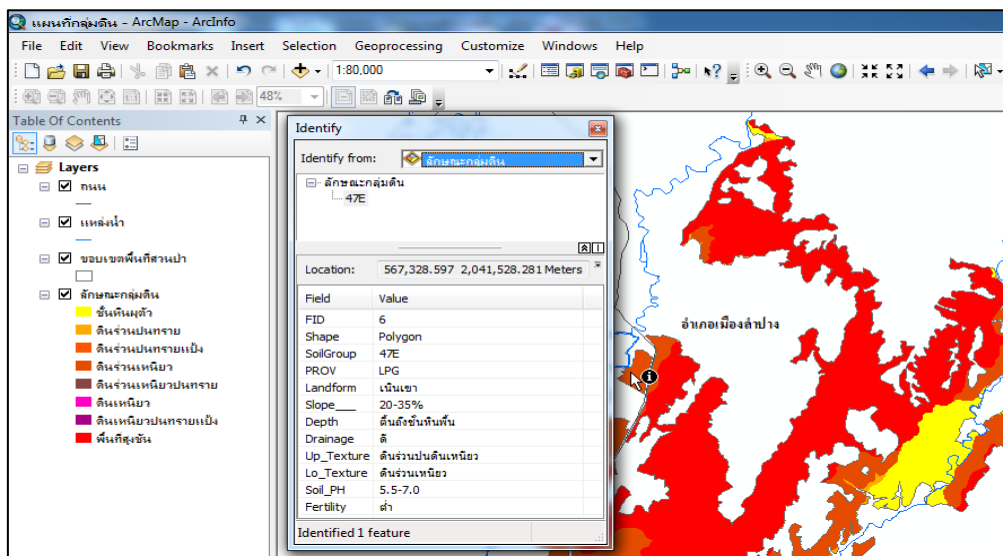 แผนที่กลุ่มดิน - ArcMap - ArcInfo
File Edit View Bookmarks Insert Selection Geoprocessing Customize Windows Help
1:80,000
48%
Table Of Contents
Layers
ถนน
แหล่งน้ำ
ขอบเขตพื้นที่สวนป่า
ลักษณะกลุ่มดิน
ชั้นหินผุตัว
ดินร่วนปนทราย
ดินร่วนปนทรายแป้ง
ดินร่วนเหนียว
ดินร่วนเหนียวปนทราย
ดินเหนียว
ดินเหนียวปนทรายแป้ง
พื้นที่สูงชัน
Identify
Identify from: ลักษณะกลุ่มดิน
ลักษณะกลุ่มดิน
47E
Location: 567,328.597 2,041,528.281 Meters
Field Value
FID 6
Shape Polygon
SoilGroup 47E
PROV LPG
Landform เนินเขา
Slope___ 20-35%
Depth ตื้นถึงชั้นหินพื้น
Drainage ดี
Up_Texture ดินร่วนปนดินเหนียว
Lo_Texture ดินร่วนเหนียว
Soil_PH 5.5-7.0
Fertility ต่ำ
Identified 1 feature
อำเภอเมืองลำปาง